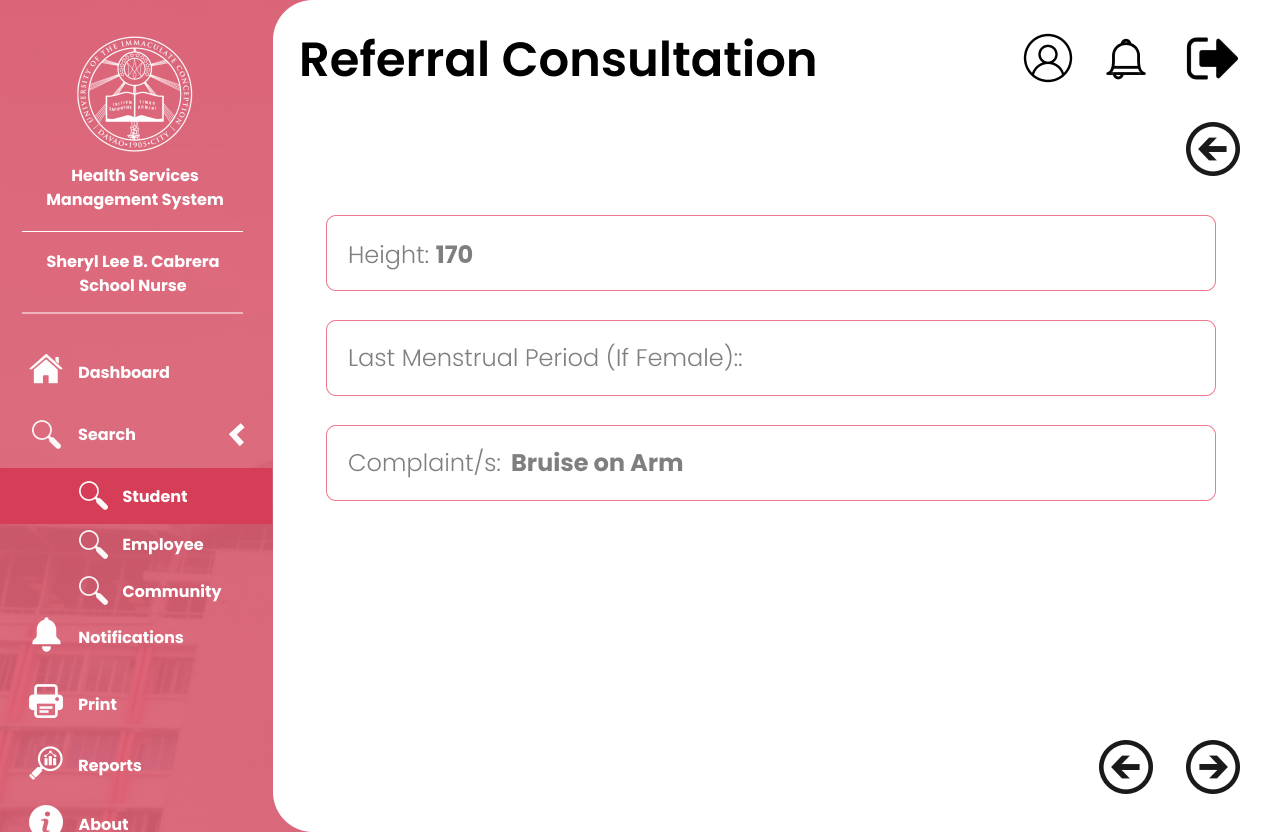 UNIVERSITY OF THE IMMACULATE CONCEPTION
DAVAO • 1905 • CITY
Health Services
Management System
Sheryl Lee B. Cabrera
School Nurse
Dashboard
Search
Student
Employee
Community
Notifications
Print
Reports
About
Referral Consultation
Height: 170
Last Menstrual Period (If Female)::
Complaint/s: Bruise on Arm